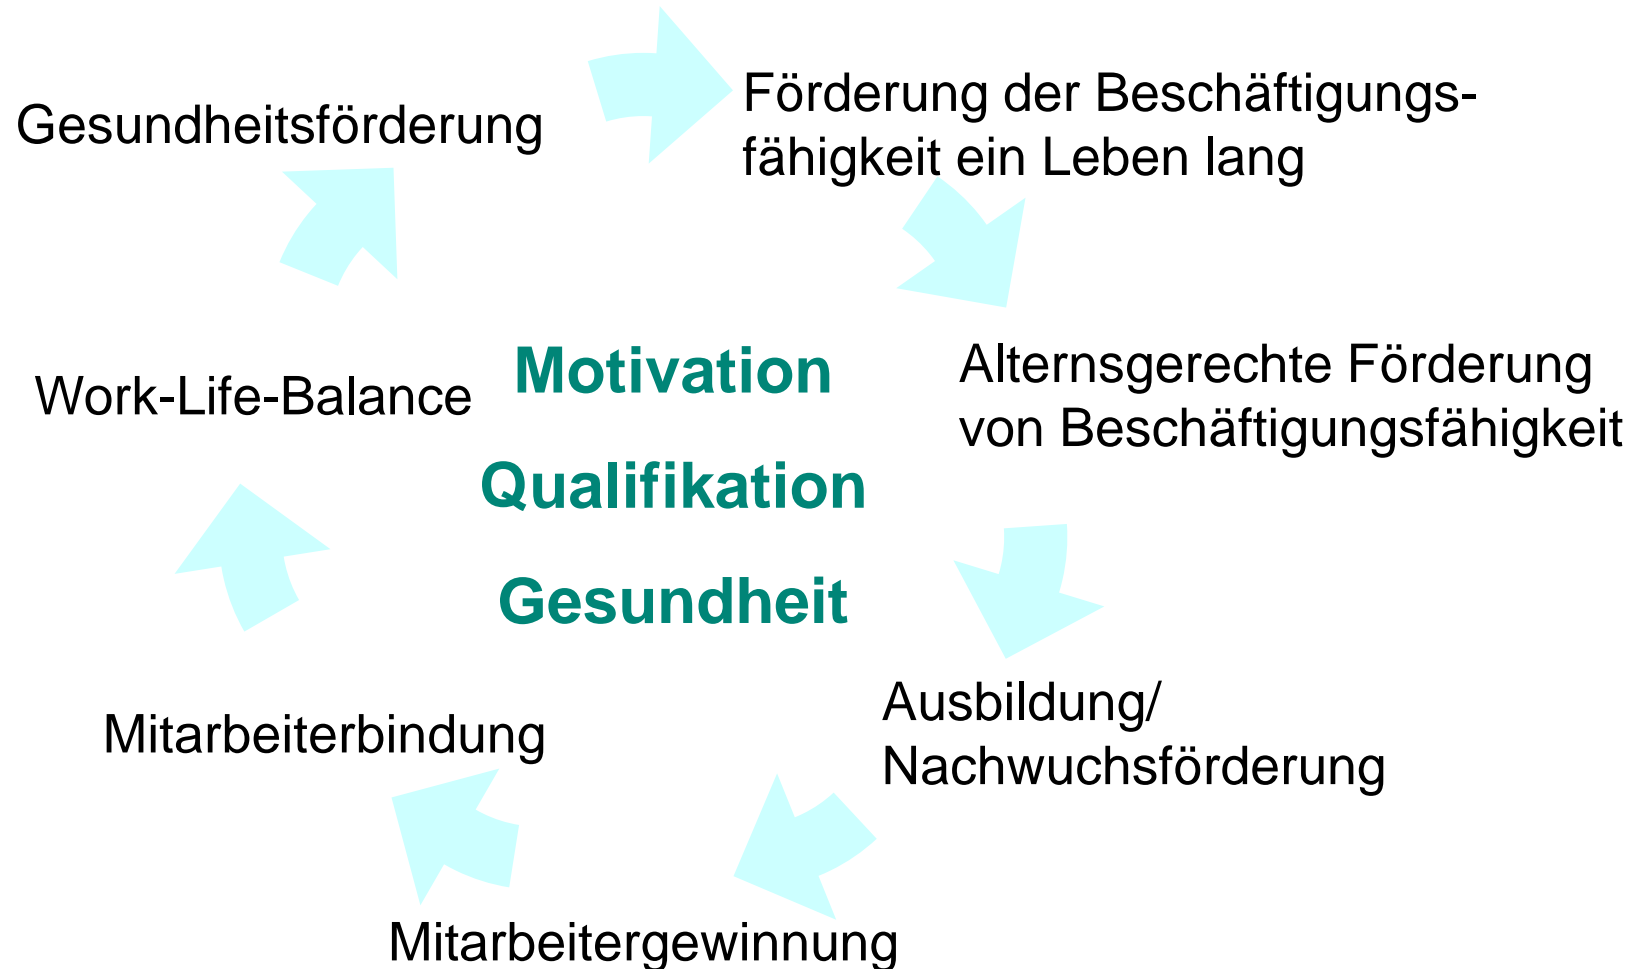 Gesundheitsförderung
Förderung der Beschäftigungs-
fähigkeit ein Leben lang
Alternsgerechte Förderung
von Beschäftigungsfähigkeit
Ausbildung/
Nachwuchsförderung
Mitarbeitergewinnung
Mitarbeiterbindung
Work-Life-Balance
Motivation
Qualifikation
Gesundheit